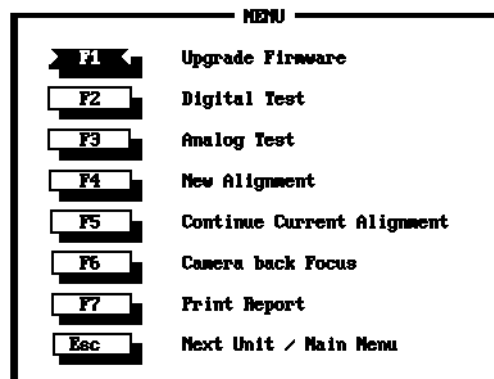 MENU
F1 Upgrade Firmware
F2 Digital Test
F3 Analog Test
F4 New Alignment
F5 Continue Current Alignment
F6 Camera back Focus
F7 Print Report
Esc Next Unit / Main Menu